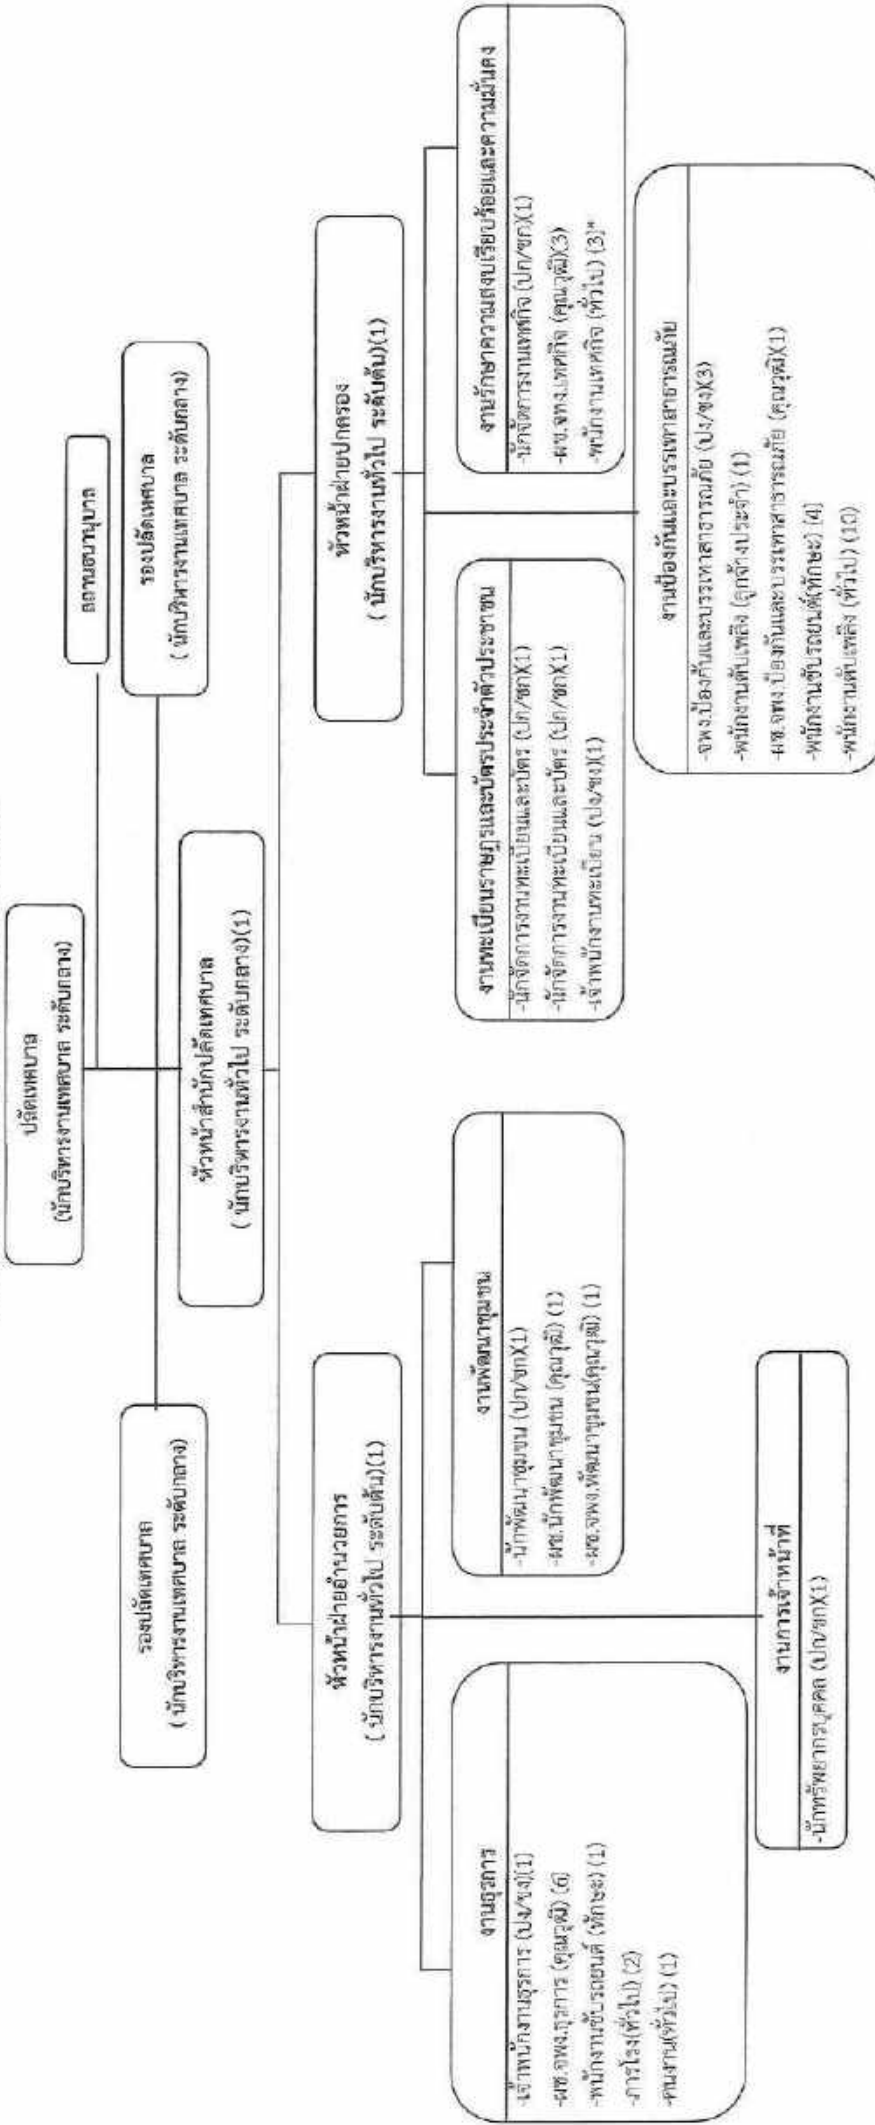 ปลัดเทศบาล
(นักบริหารงานเทศบาล ระดับกลาง)
สถานธนานุบาล
รองปลัดเทศบาล
( นักบริหารงานเทศบาล ระดับกลาง)
รองปลัดเทศบาล
( นักบริหารงานเทศบาล ระดับกลาง)
หัวหน้าสำนักปลัดเทศบาล
( นักบริหารงานทั่วไป ระดับกลาง)(1)
หัวหน้าฝ่ายอำนวยการ
( นักบริหารงานทั่วไป ระดับต้น)(1)
หัวหน้าฝ่ายปกครอง
( นักบริหารงานทั่วไป ระดับต้น)(1)
งานธุรการ
-เจ้าพนักงานธุรการ (ปง/ชง)(1)
-ผช.จพง.ธุรการ (คุณวุฒิ) (6)
-พนักงานขับรถยนต์ (ทักษะ) (1)
-ภารโรง(ทั่วไป) (2)
-คนงาน(ทั่วไป) (1)
งานพัฒนาชุมชน
-นักพัฒนาชุมชน (ปก/ชก)(1)
-ผช.นักพัฒนาชุมชน (คุณวุฒิ) (1)
-ผช.จพง.พัฒนาชุมชน(คุณวุฒิ) (1)
งานการเจ้าหน้าที่
-นักทรัพยากรบุคคล (ปก/ชก)(1)
งานทะเบียนราษฎรและบัตรประจำตัวประชาชน
-นักจัดการงานทะเบียนและบัตร (ปก/ชก)(1)
-นักจัดการงานทะเบียนและบัตร (ปก/ชก)(1)
-เจ้าพนักงานทะเบียน (ปง/ชง)(1)
งานรักษาความสงบเรียบร้อยและความมั่นคง
-นักจัดการงานเทศกิจ (ปก/ชก)(1)
-ผช.จพง.เทศกิจ (คุณวุฒิ)(3)
-พนักงานเทศกิจ (ทั่วไป) (3)*
งานป้องกันและบรรเทาสาธารณภัย
-จพง.ป้องกันและบรรเทาสาธารณภัย (ปง/ชง)(3)
-พนักงานดับเพลิง (ลูกจ้างประจำ) (1)
-ผช.จพง.ป้องกันและบรรเทาสาธารณภัย (คุณวุฒิ)(1)
-พนักงานขับรถยนต์(ทักษะ) (4)
-พนักงานดับเพลิง (ทั่วไป) (10)